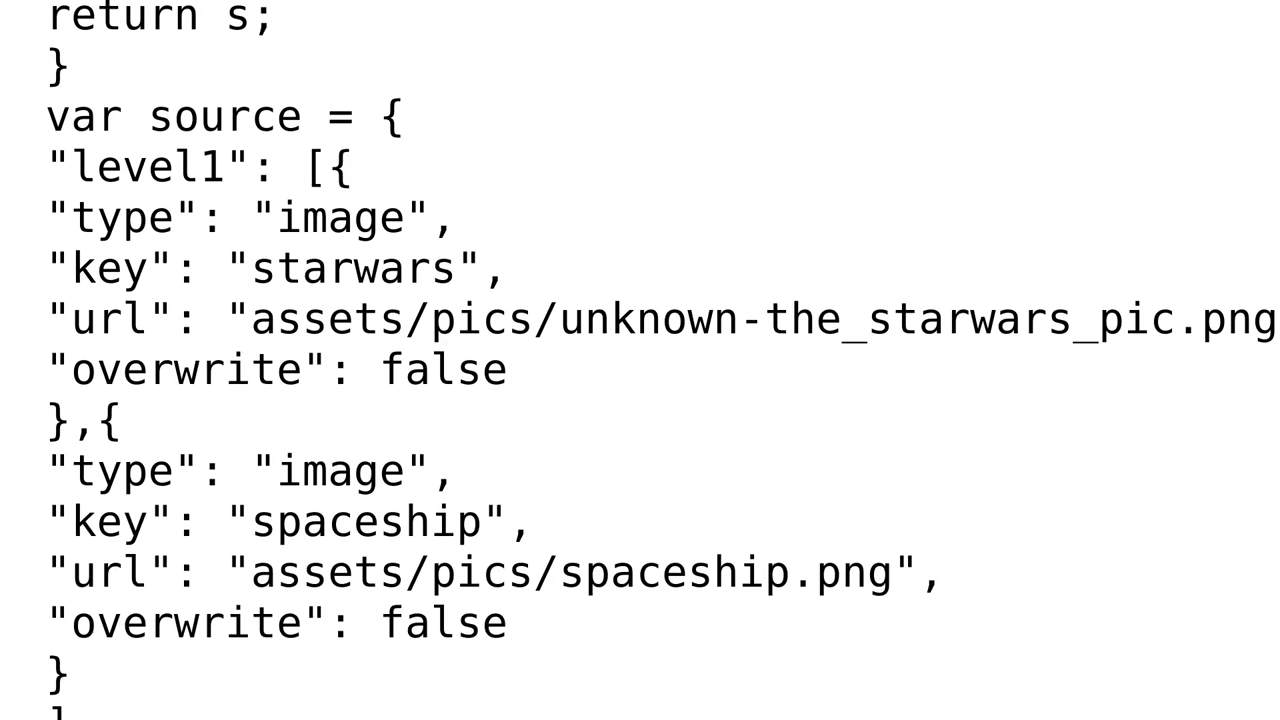 return s;
}
var source = {
"level1": [{
"type": "image",
"key": "starwars",
"url": "assets/pics/unknown-the_starwars_pic.png
"overwrite": false
},{
"type": "image",
"key": "spaceship",
"url": "assets/pics/spaceship.png",
"overwrite": false
}
]